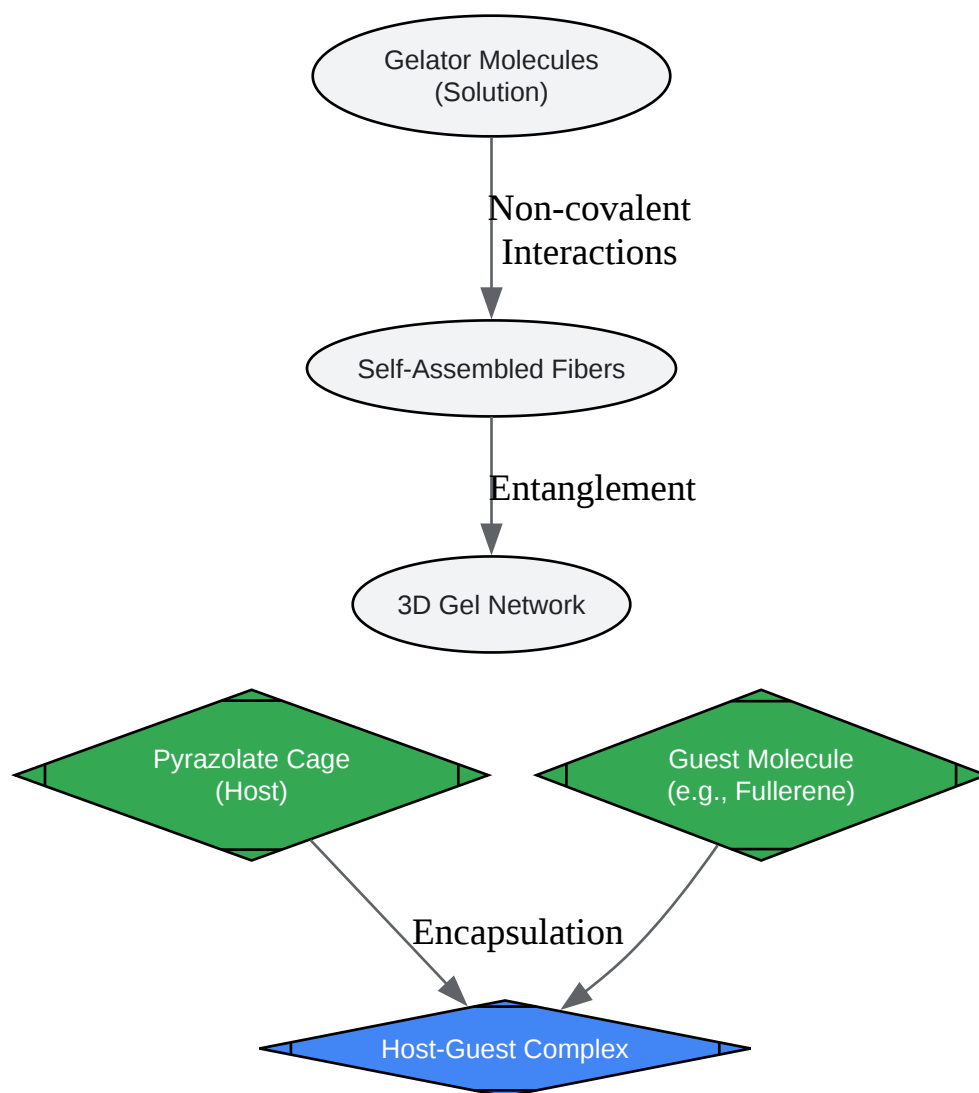 Gelator Molecules
(Solution)
Non-covalent
Interactions
Self-Assembled Fibers
Entanglement
3D Gel Network
Pyrazolate Cage
(Host)
Guest Molecule
(e.g., Fullerene)
Encapsulation
Host-Guest Complex